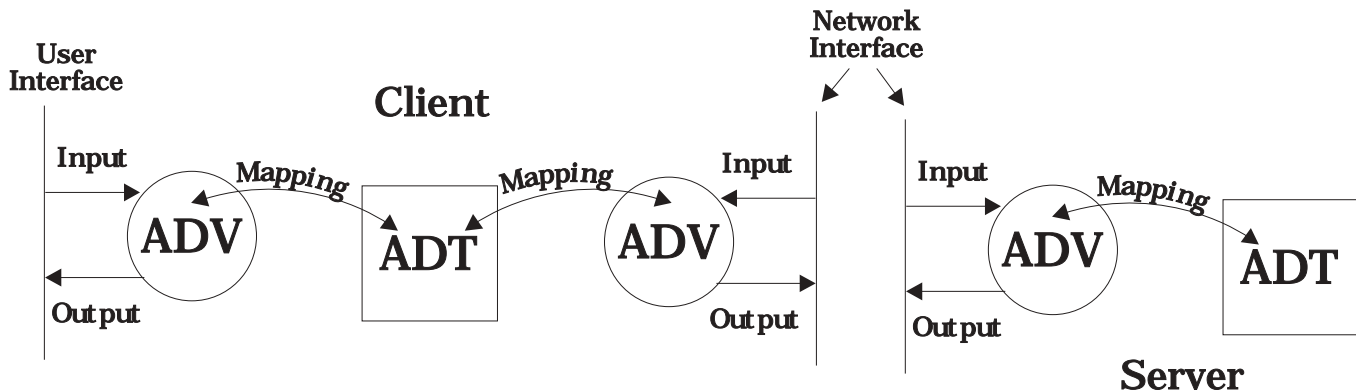 User
Interface
Client
Network
Interface
Input
Mapping
Mapping
Input
Input
Mapping
ADV
ADT
ADV
ADV
ADT
Output
Output
Output
Server